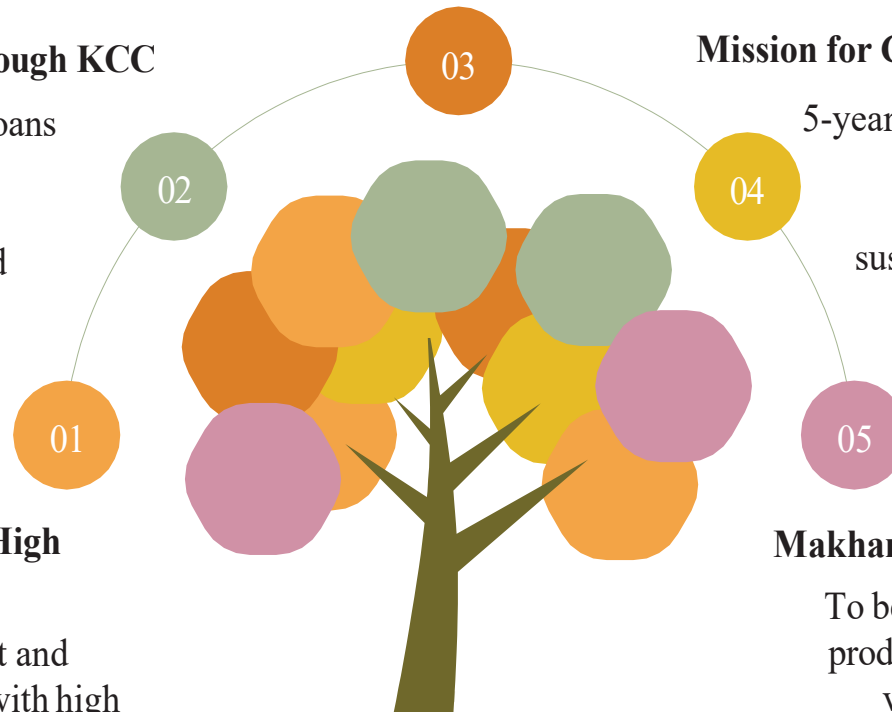 03
ough KCC
Mission for C
oans
5-year
02
04
d
sus
01
05
High
Makhan
To be
t and
prod
with high